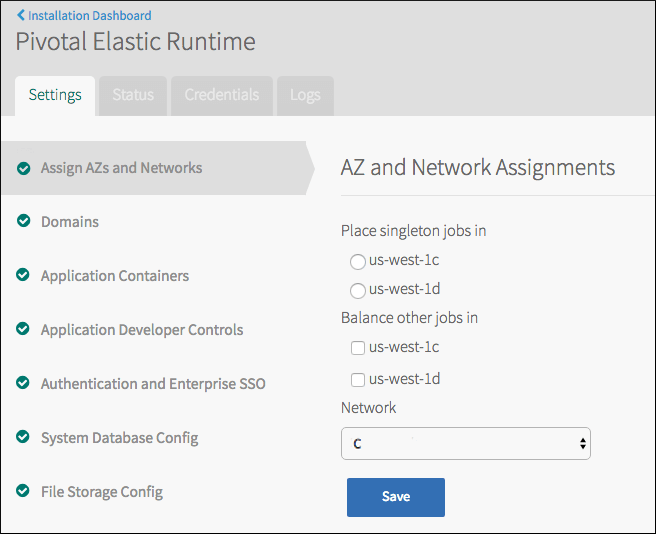 Installation Dashboard
Pivotal Elastic Runtime
Settings
Status
Credentials
Logs
Assign AZs and Networks
Domains
Application Containers
Application Developer Controls
Authentication and Enterprise SSO
System Database Config
File Storage Config
AZ and Network Assignments
Place singleton jobs in
us-west-1c
us-west-1d
Balance other jobs in
us-west-1c
us-west-1d
Network
C
Save